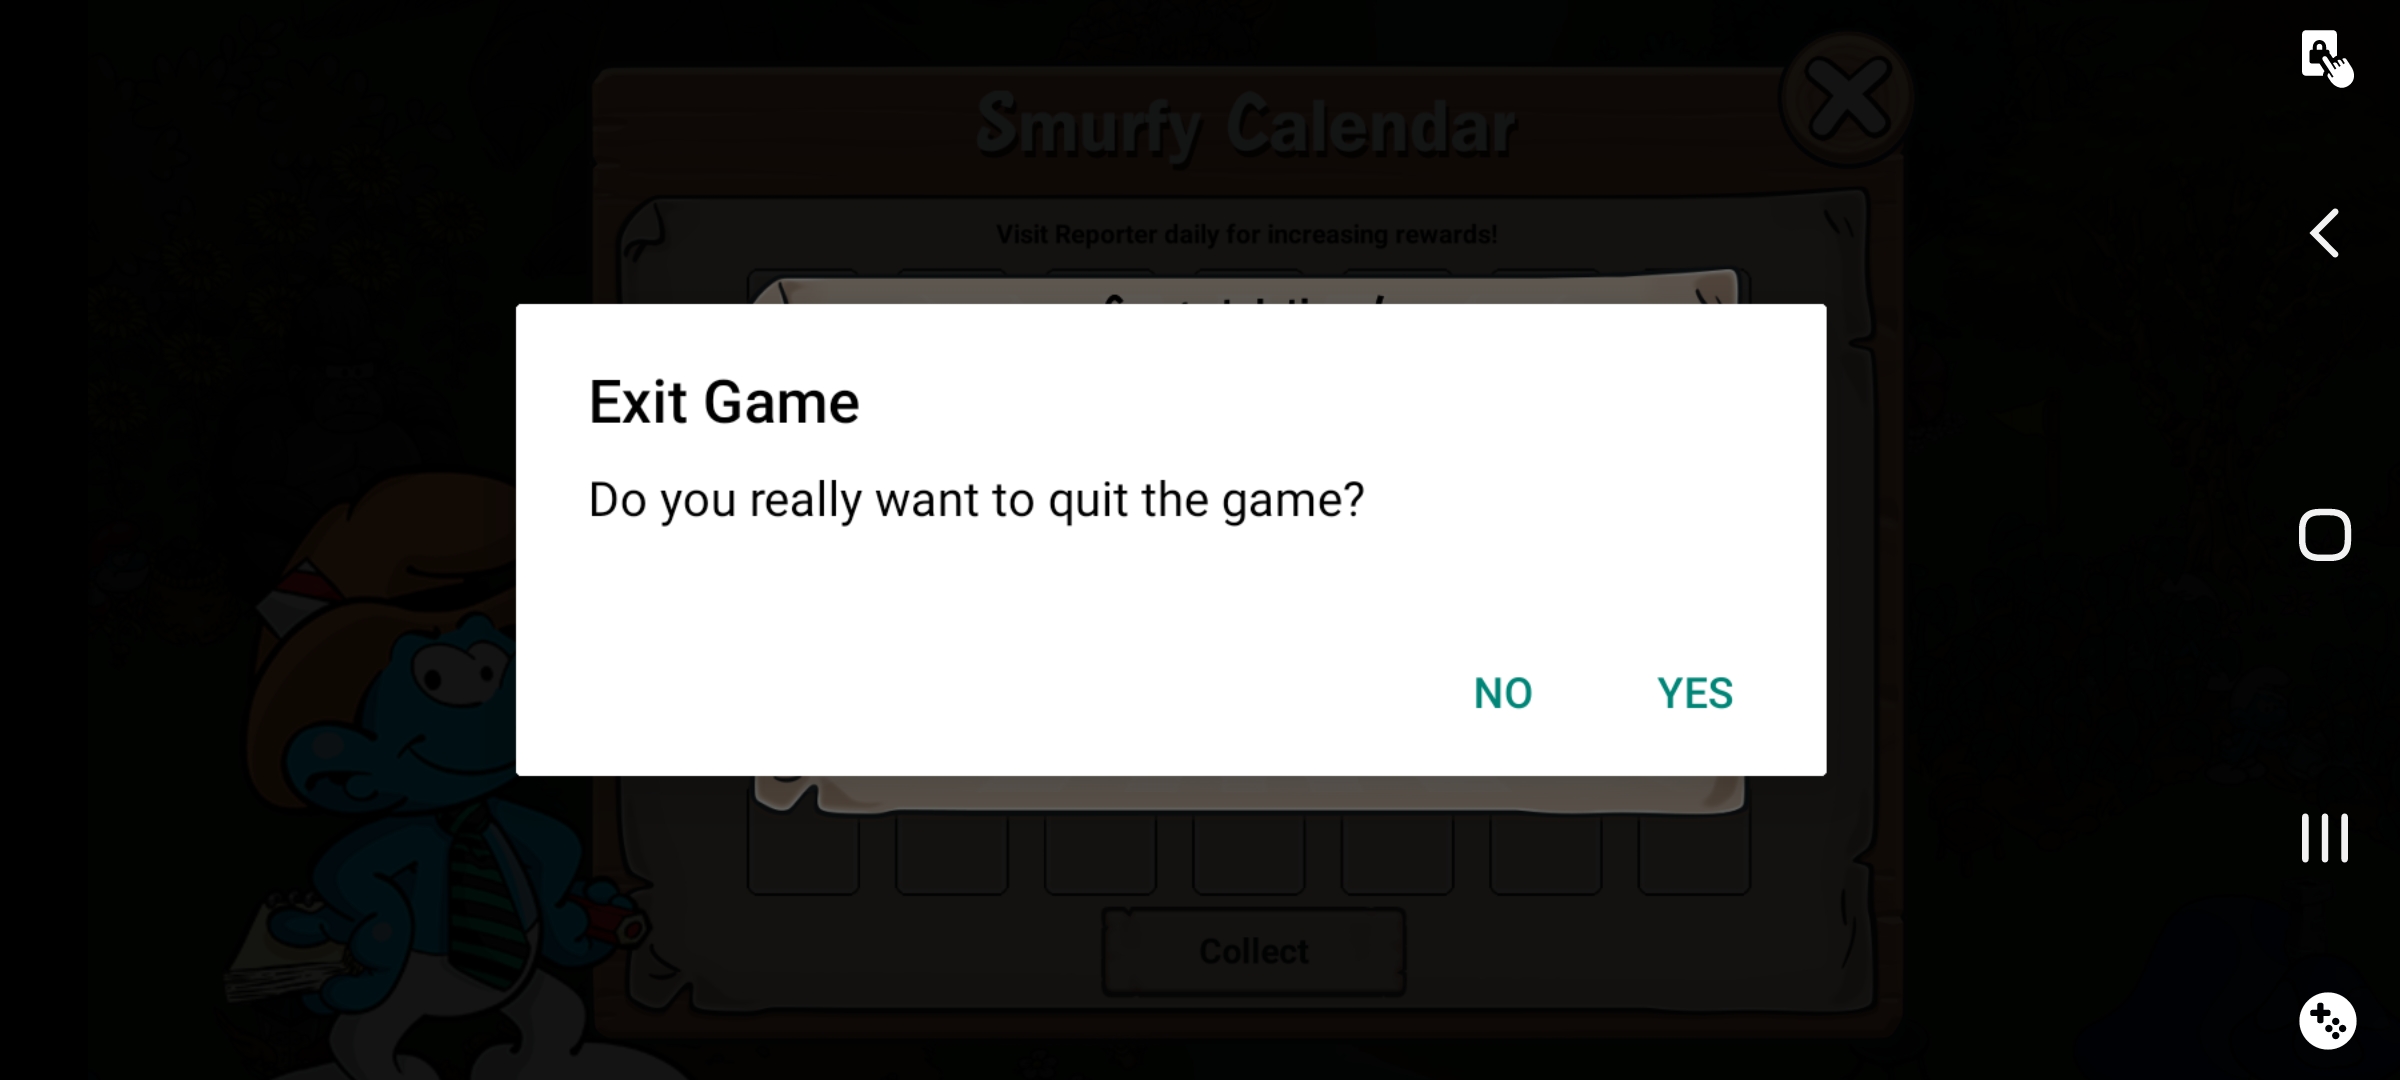 Smurfy Calendar
Visit Reporter daily for increasing rewards!
Exit Game
Do you really want to quit the game?
NO YES
Collect